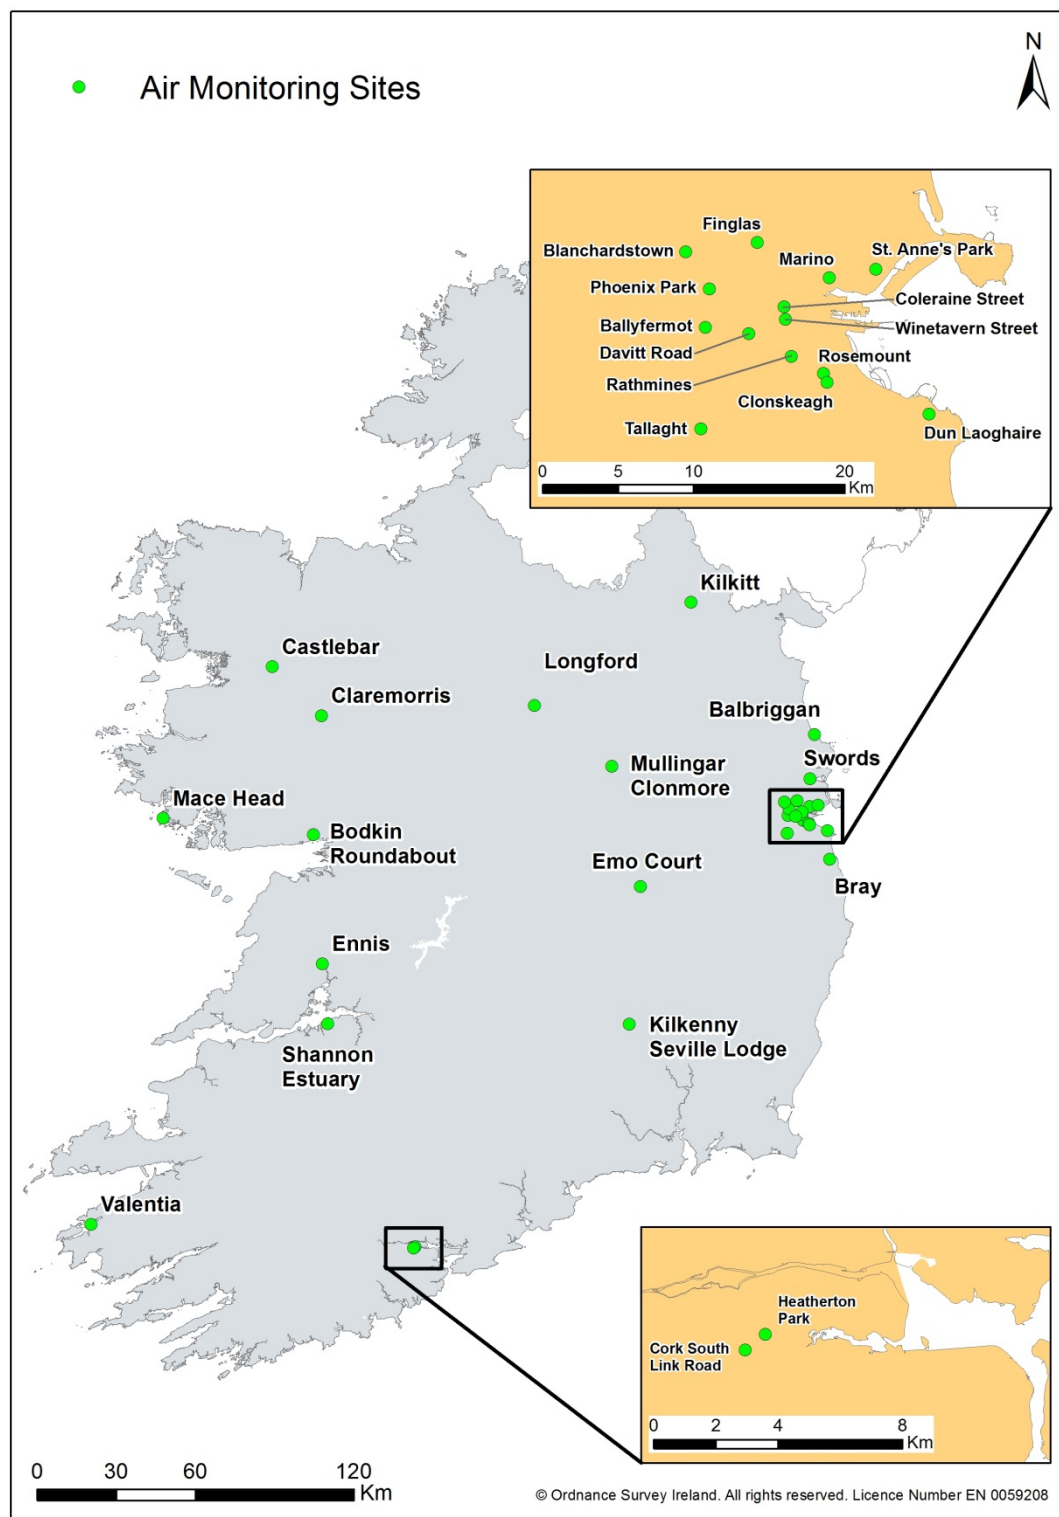 N
Air Monitoring Sites
Finglas
Blanchardstown
St. Anne's Park
Marino
Phoenix Park
Coleraine Street
Ballyfermot
Winetavern Street
Davitt Road
Rosemount
Rathmines
Clonskeagh
Tallaght
Dun Laoghaire
0 5 10 20
Km
Kilkitt
Castlebar
Longford
Claremorris
Balbriggan
Swords
Mullingar
Clonmore
Mace Head
Bodkin
Roundabout
Emo Court
Bray
Ennis
Kilkenny
Seville Lodge
Shannon
Estuary
Valentia
Heatherton
Park
Cork South
Link Road
0 2 4 8
Km
0 30 60 120
Km
© Ordnance Survey Ireland. All rights reserved. Licence Number EN 0059208